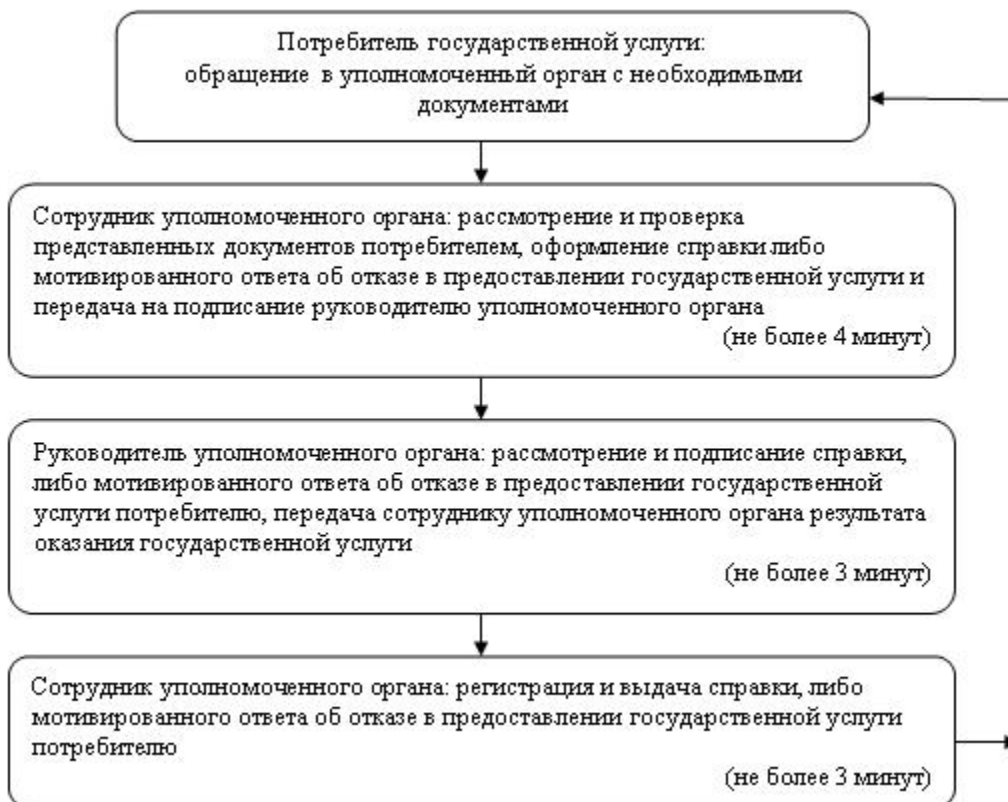 Потребитель государственной услуги:
обращение в уполномоченный орган с необходимыми
документами
Сотрудник уполномоченного органа: рассмотрение и проверка
представленных документов потребителем, оформление справки либо
мотивированного ответа об отказе в предоставлении государственной услуги и
передача на подписание руководителю уполномоченного органа
(не более 4 минут)
Руководитель уполномоченного органа: рассмотрение и подписание справки,
либо мотивированного ответа об отказе в предоставлении государственной
услуги потребителю, передача сотруднику уполномоченного органа результата
оказания государственной услуги
(не более 3 минут)
Сотрудник уполномоченного органа: регистрация и выдача справки, либо
мотивированного ответа об отказе в предоставлении государственной услуги
потребителю
(не более 3 минут)